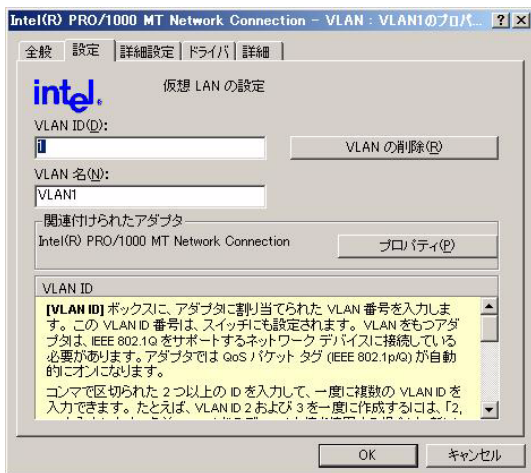 Intel(R) PRO/1000 MT Network Connection - VLAN : VLAN1のプロパ...
全般 設定 詳細設定 ドライバ 詳細
intel. 仮想 LAN の設定
VLAN ID(D):
1 VLAN の削除(R)
VLAN 名(N):
VLAN1
関連付けられたアダプタ
Intel(R) PRO/1000 MT Network Connection プロパティ(P)
VLAN ID
[VLAN ID] ボックスに、アダプタに割り当てられた VLAN 番号を入力しま
す。この VLAN ID 番号は、スイッチにも設定されます。VLAN をもつアダ
プタは、IEEE 802.1Q をサポートするネットワーク デバイスに接続している
必要があります。アダプタでは QoS パケット タグ (IEEE 802.1p/Q) が自動
的にオンになります。
コンマで区切られた 2 つ以上の ID を入力して、一度に複数の VLAN ID を
入力できます。たとえば、VLAN ID 2 および 3 を一度に作成するには、「2,
OK キャンセル